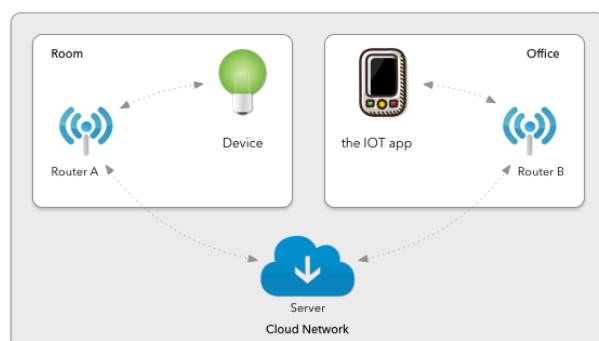 Room
Office
Device
the IOT app
Router A
Router B
Server
Cloud Network